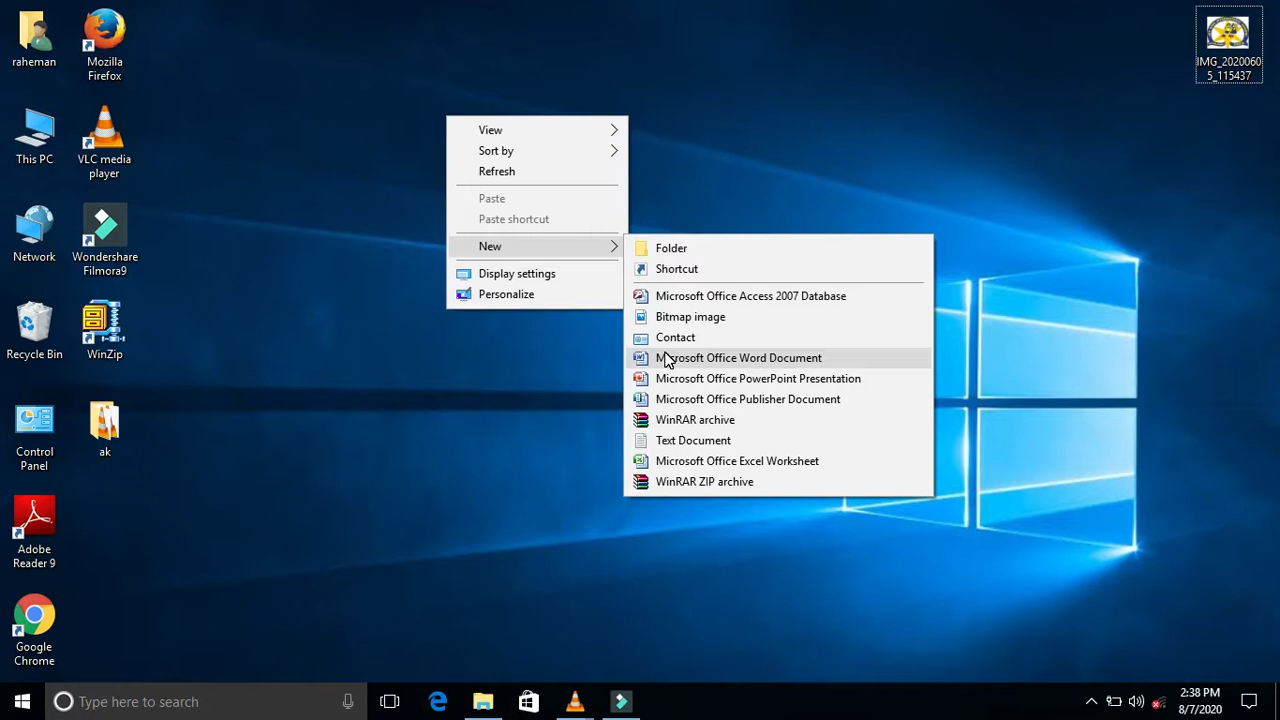 raheman
Mozilla
Firefox
This PC
VLC media
player
Network
Wondershare
Filmora9
Recycle Bin
WinZip
Control
Panel
ak
Adobe
Reader 9
Google
Chrome
IMG_2020060
5_115437
View
Sort by
Refresh
Paste
Paste shortcut
New
Display settings
Personalize
Folder
Shortcut
Microsoft Office Access 2007 Database
Bitmap image
Contact
Microsoft Office Word Document
Microsoft Office PowerPoint Presentation
Microsoft Office Publisher Document
WinRAR archive
Text Document
Microsoft Office Excel Worksheet
WinRAR ZIP archive
Type here to search
2:38 PM
8/7/2020